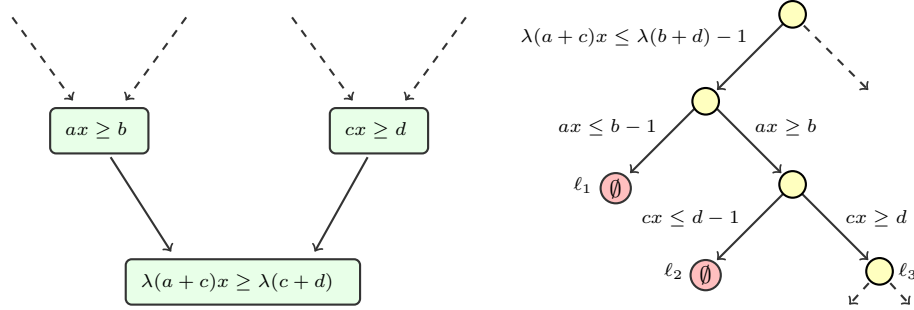 ax ≥ b
cx ≥ d
λ(a + c)x ≥ λ(c + d)
λ(a + c)x ≤ λ(b + d) − 1
ax ≤ b − 1
ax ≥ b
ℓ1
∅
cx ≤ d − 1
cx ≥ d
ℓ2
∅
ℓ3